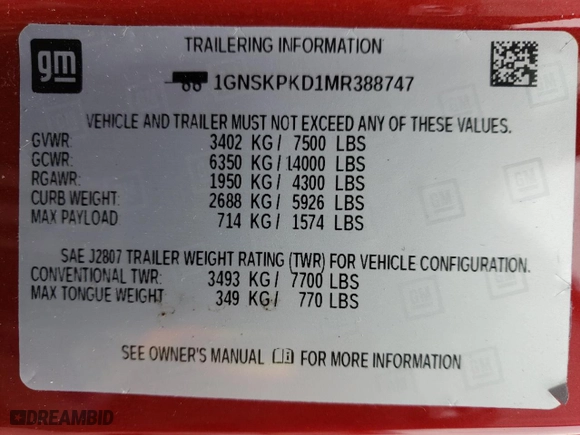 gm
TRAILERING INFORMATION
1GNSKPKD1MR388747
VEHICLE AND TRAILER MUST NOT EXCEED ANY OF THESE VALUES.
GVWR: 3402 KG / 7500 LBS
GCWR: 6350 KG / 14000 LBS
RGAWR: 1950 KG / 4300 LBS
CURB WEIGHT: 2688 KG / 5926 LBS
MAX PAYLOAD 714 KG / 1574 LBS
SAE J2807 TRAILER WEIGHT RATING (TWR) FOR VEHICLE CONFIGURATION.
CONVENTIONAL TWR: 3493 KG / 7700 LBS
MAX TONGUE WEIGHT 349 KG / 770 LBS
SEE OWNER'S MANUAL FOR MORE INFORMATION
DREAMBID